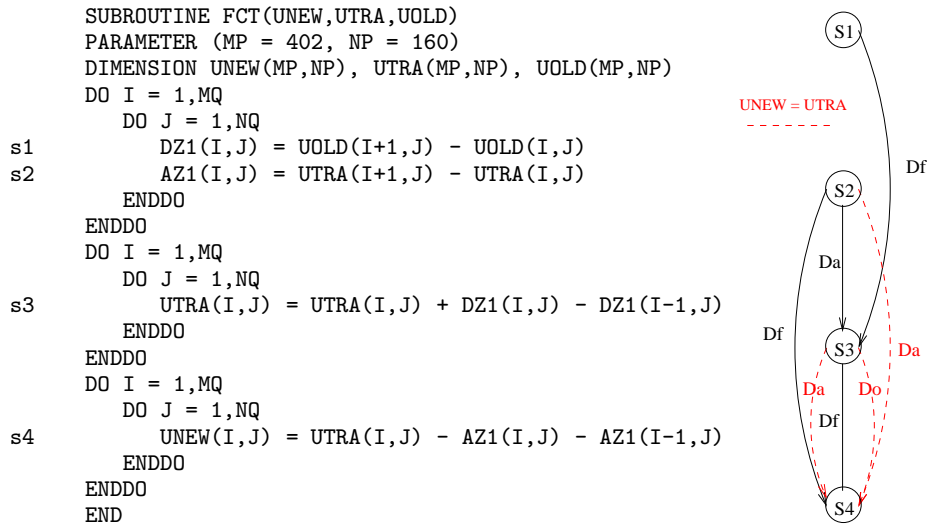 SUBROUTINE FCT(UNEW,UTRA,UOLD)
PARAMETER (MP = 402, NP = 160)
DIMENSION UNEW(MP,NP), UTRA(MP,NP), UOLD(MP,NP)
DO I = 1,MQ
DO J = 1,NQ
s1 DZ1(I,J) = UOLD(I+1,J) - UOLD(I,J)
s2 AZ1(I,J) = UTRA(I+1,J) - UTRA(I,J)
ENDDO
ENDDO
DO I = 1,MQ
DO J = 1,NQ
s3 UTRA(I,J) = UTRA(I,J) + DZ1(I,J) - DZ1(I-1,J)
ENDDO
ENDDO
DO I = 1,MQ
DO J = 1,NQ
s4 UNEW(I,J) = UTRA(I,J) - AZ1(I,J) - AZ1(I-1,J)
ENDDO
ENDDO
END
S1
UNEW = UTRA
Df
S2
Da
Df
S3
Da
Da
Do
Df
S4